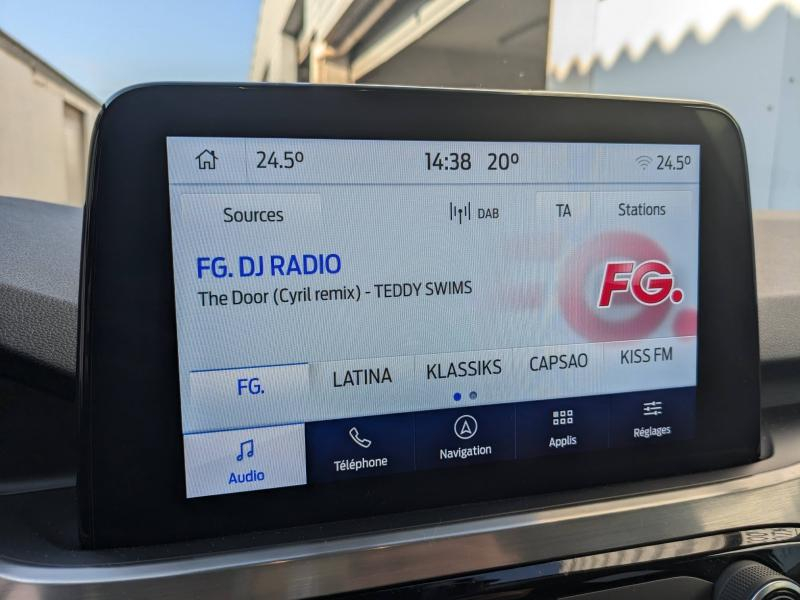 24.5º 14:38 20º 24.5º
Sources DAB TA Stations
FG. DJ RADIO
The Door (Cyril remix) - TEDDY SWIMS
FG.
FG. LATINA KLASSIKS CAPSAO KISS FM
Audio Téléphone Navigation Applis Réglages